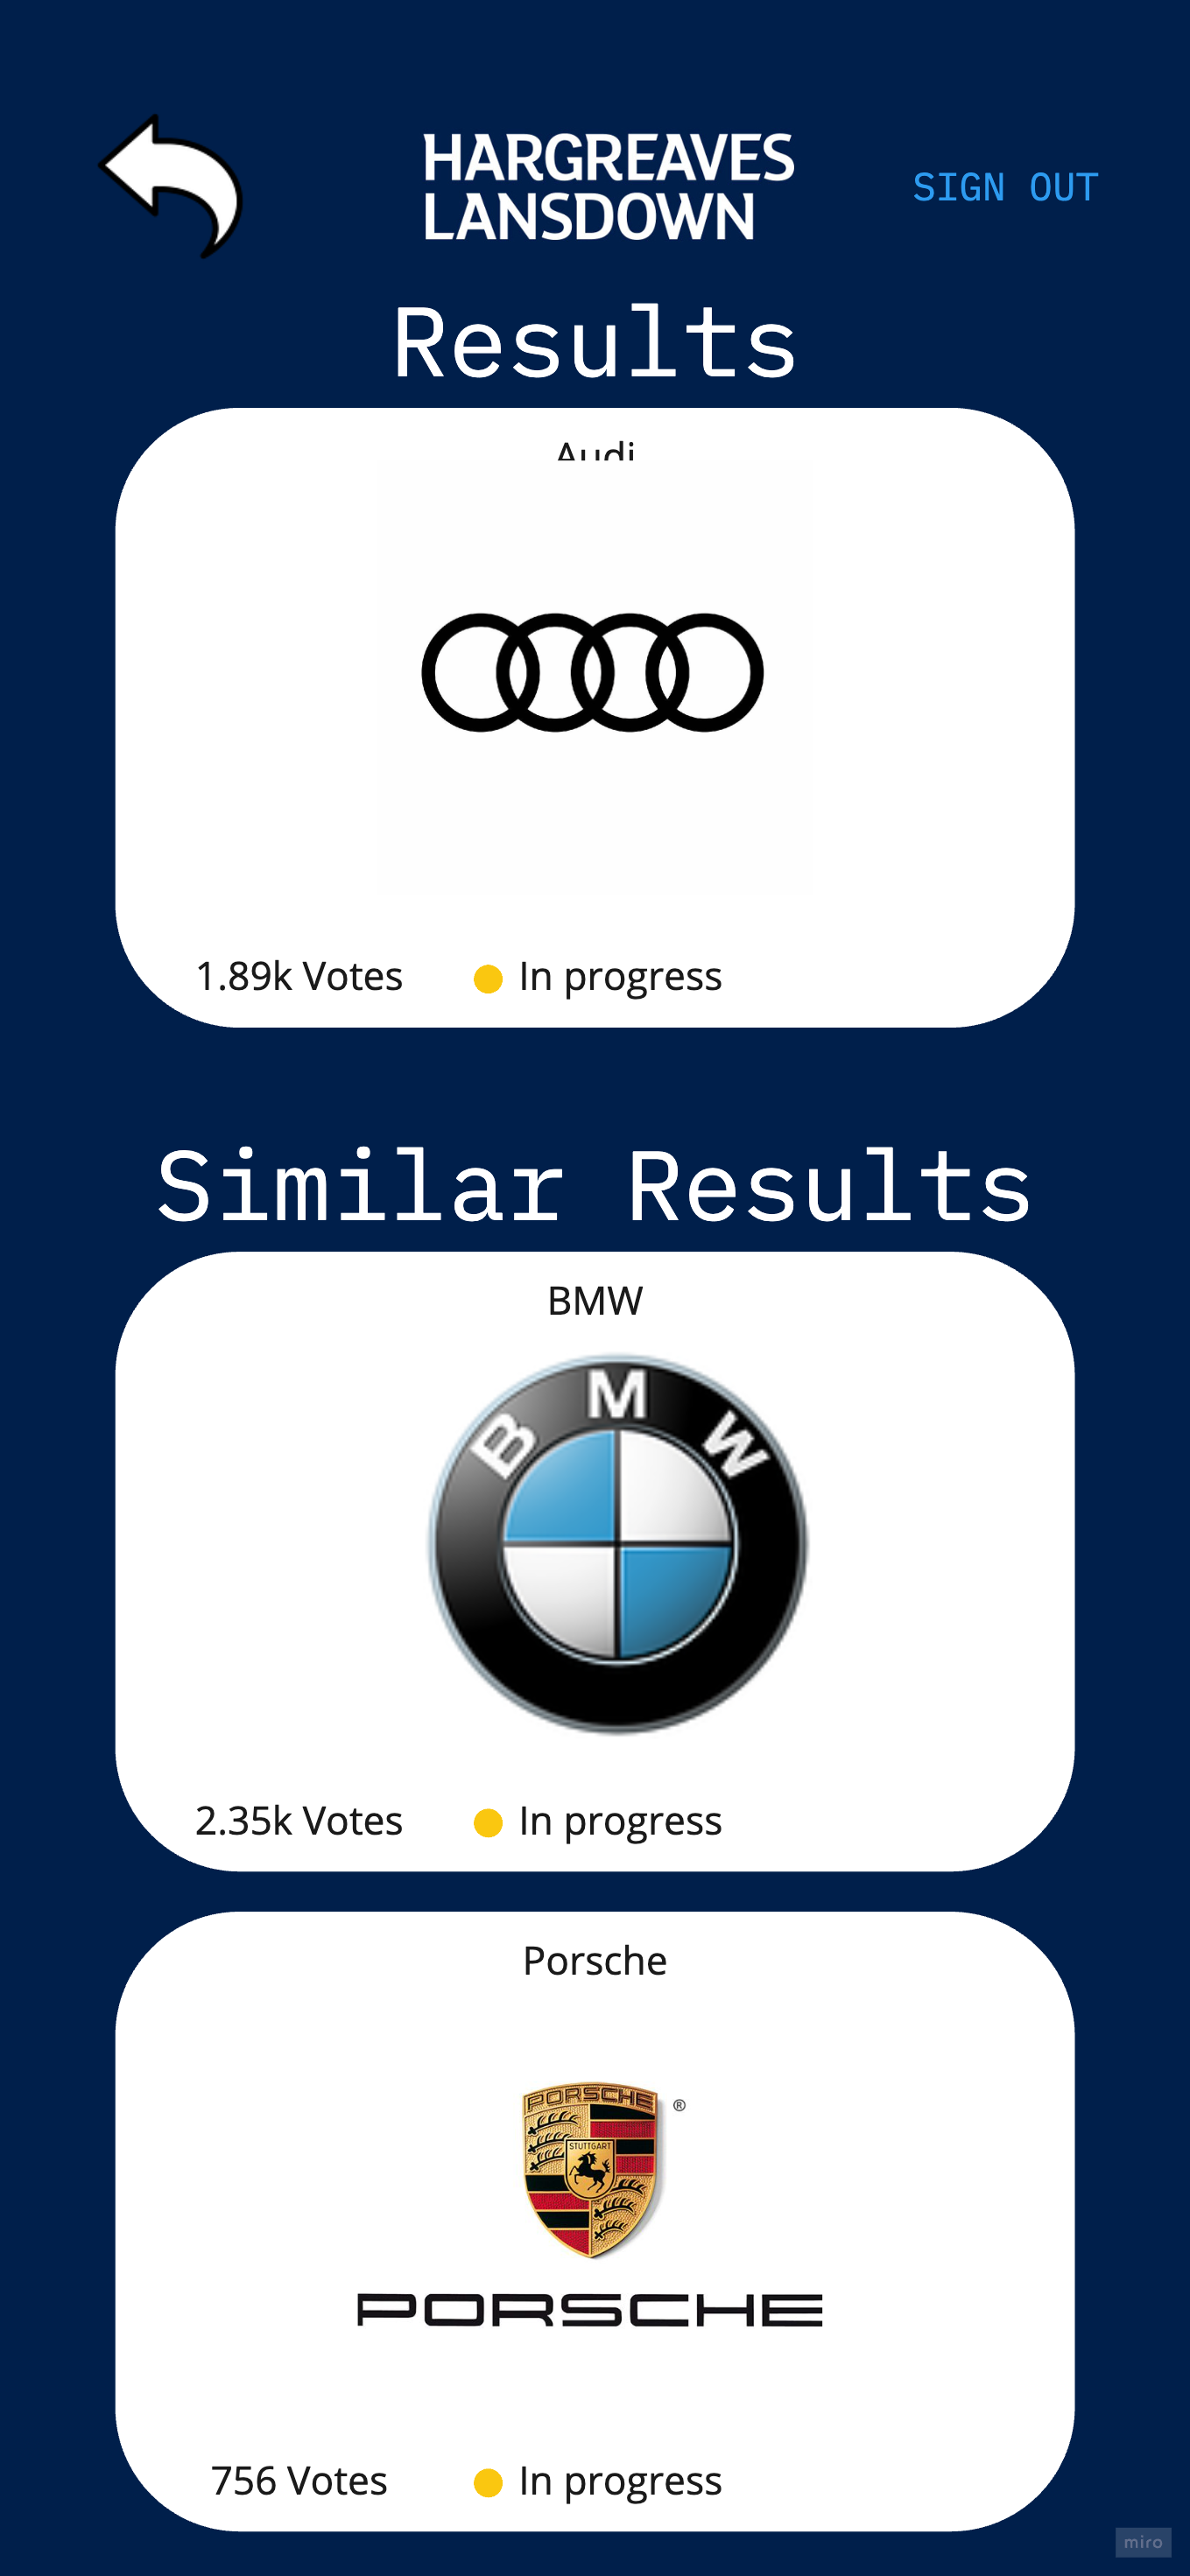 HARGREAVES
LANSDOWN
SIGN OUT
Results
Audi
1.89k Votes
In progress
Similar Results
BMW
B M W
2.35k Votes
In progress
Porsche
PORSCHE
®
STUTTGART
PORSCHE
756 Votes
In progress
miro